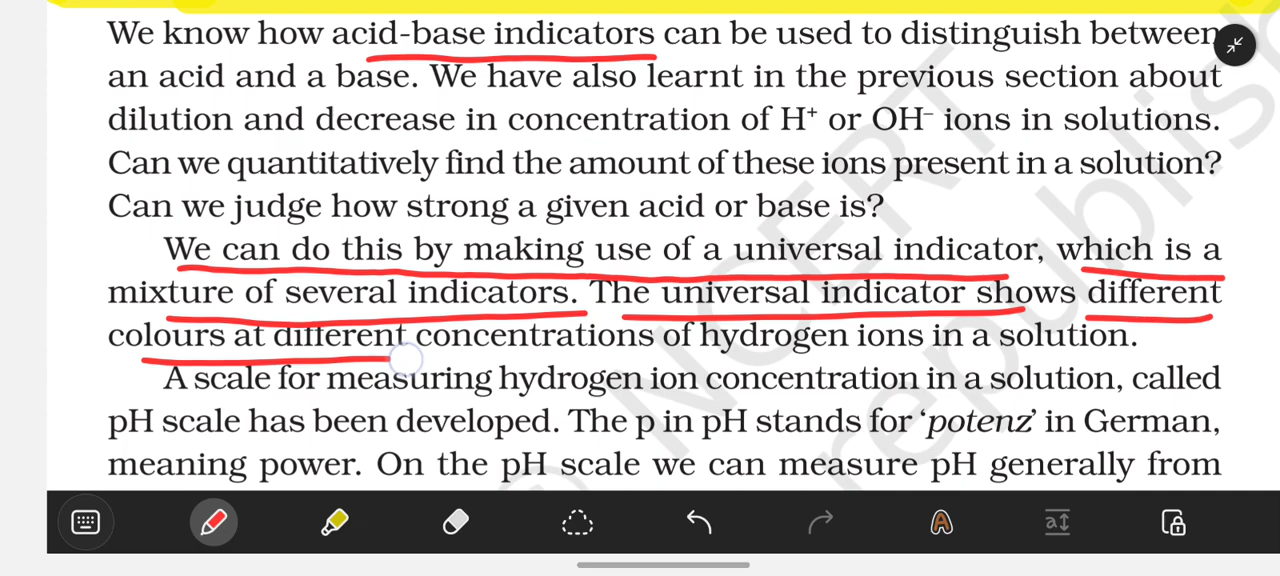 We know how acid-base indicators can be used to distinguish between
an acid and a base. We have also learnt in the previous section about
dilution and decrease in concentration of H⁺ or OH⁻ ions in solutions.
Can we quantitatively find the amount of these ions present in a solution?
Can we judge how strong a given acid or base is?
We can do this by making use of a universal indicator, which is a
mixture of several indicators. The universal indicator shows different
colours at different concentrations of hydrogen ions in a solution.
A scale for measuring hydrogen ion concentration in a solution, called
pH scale has been developed. The p in pH stands for ‘potenz’ in German,
meaning power. On the pH scale we can measure pH generally from
© NCERT
republish